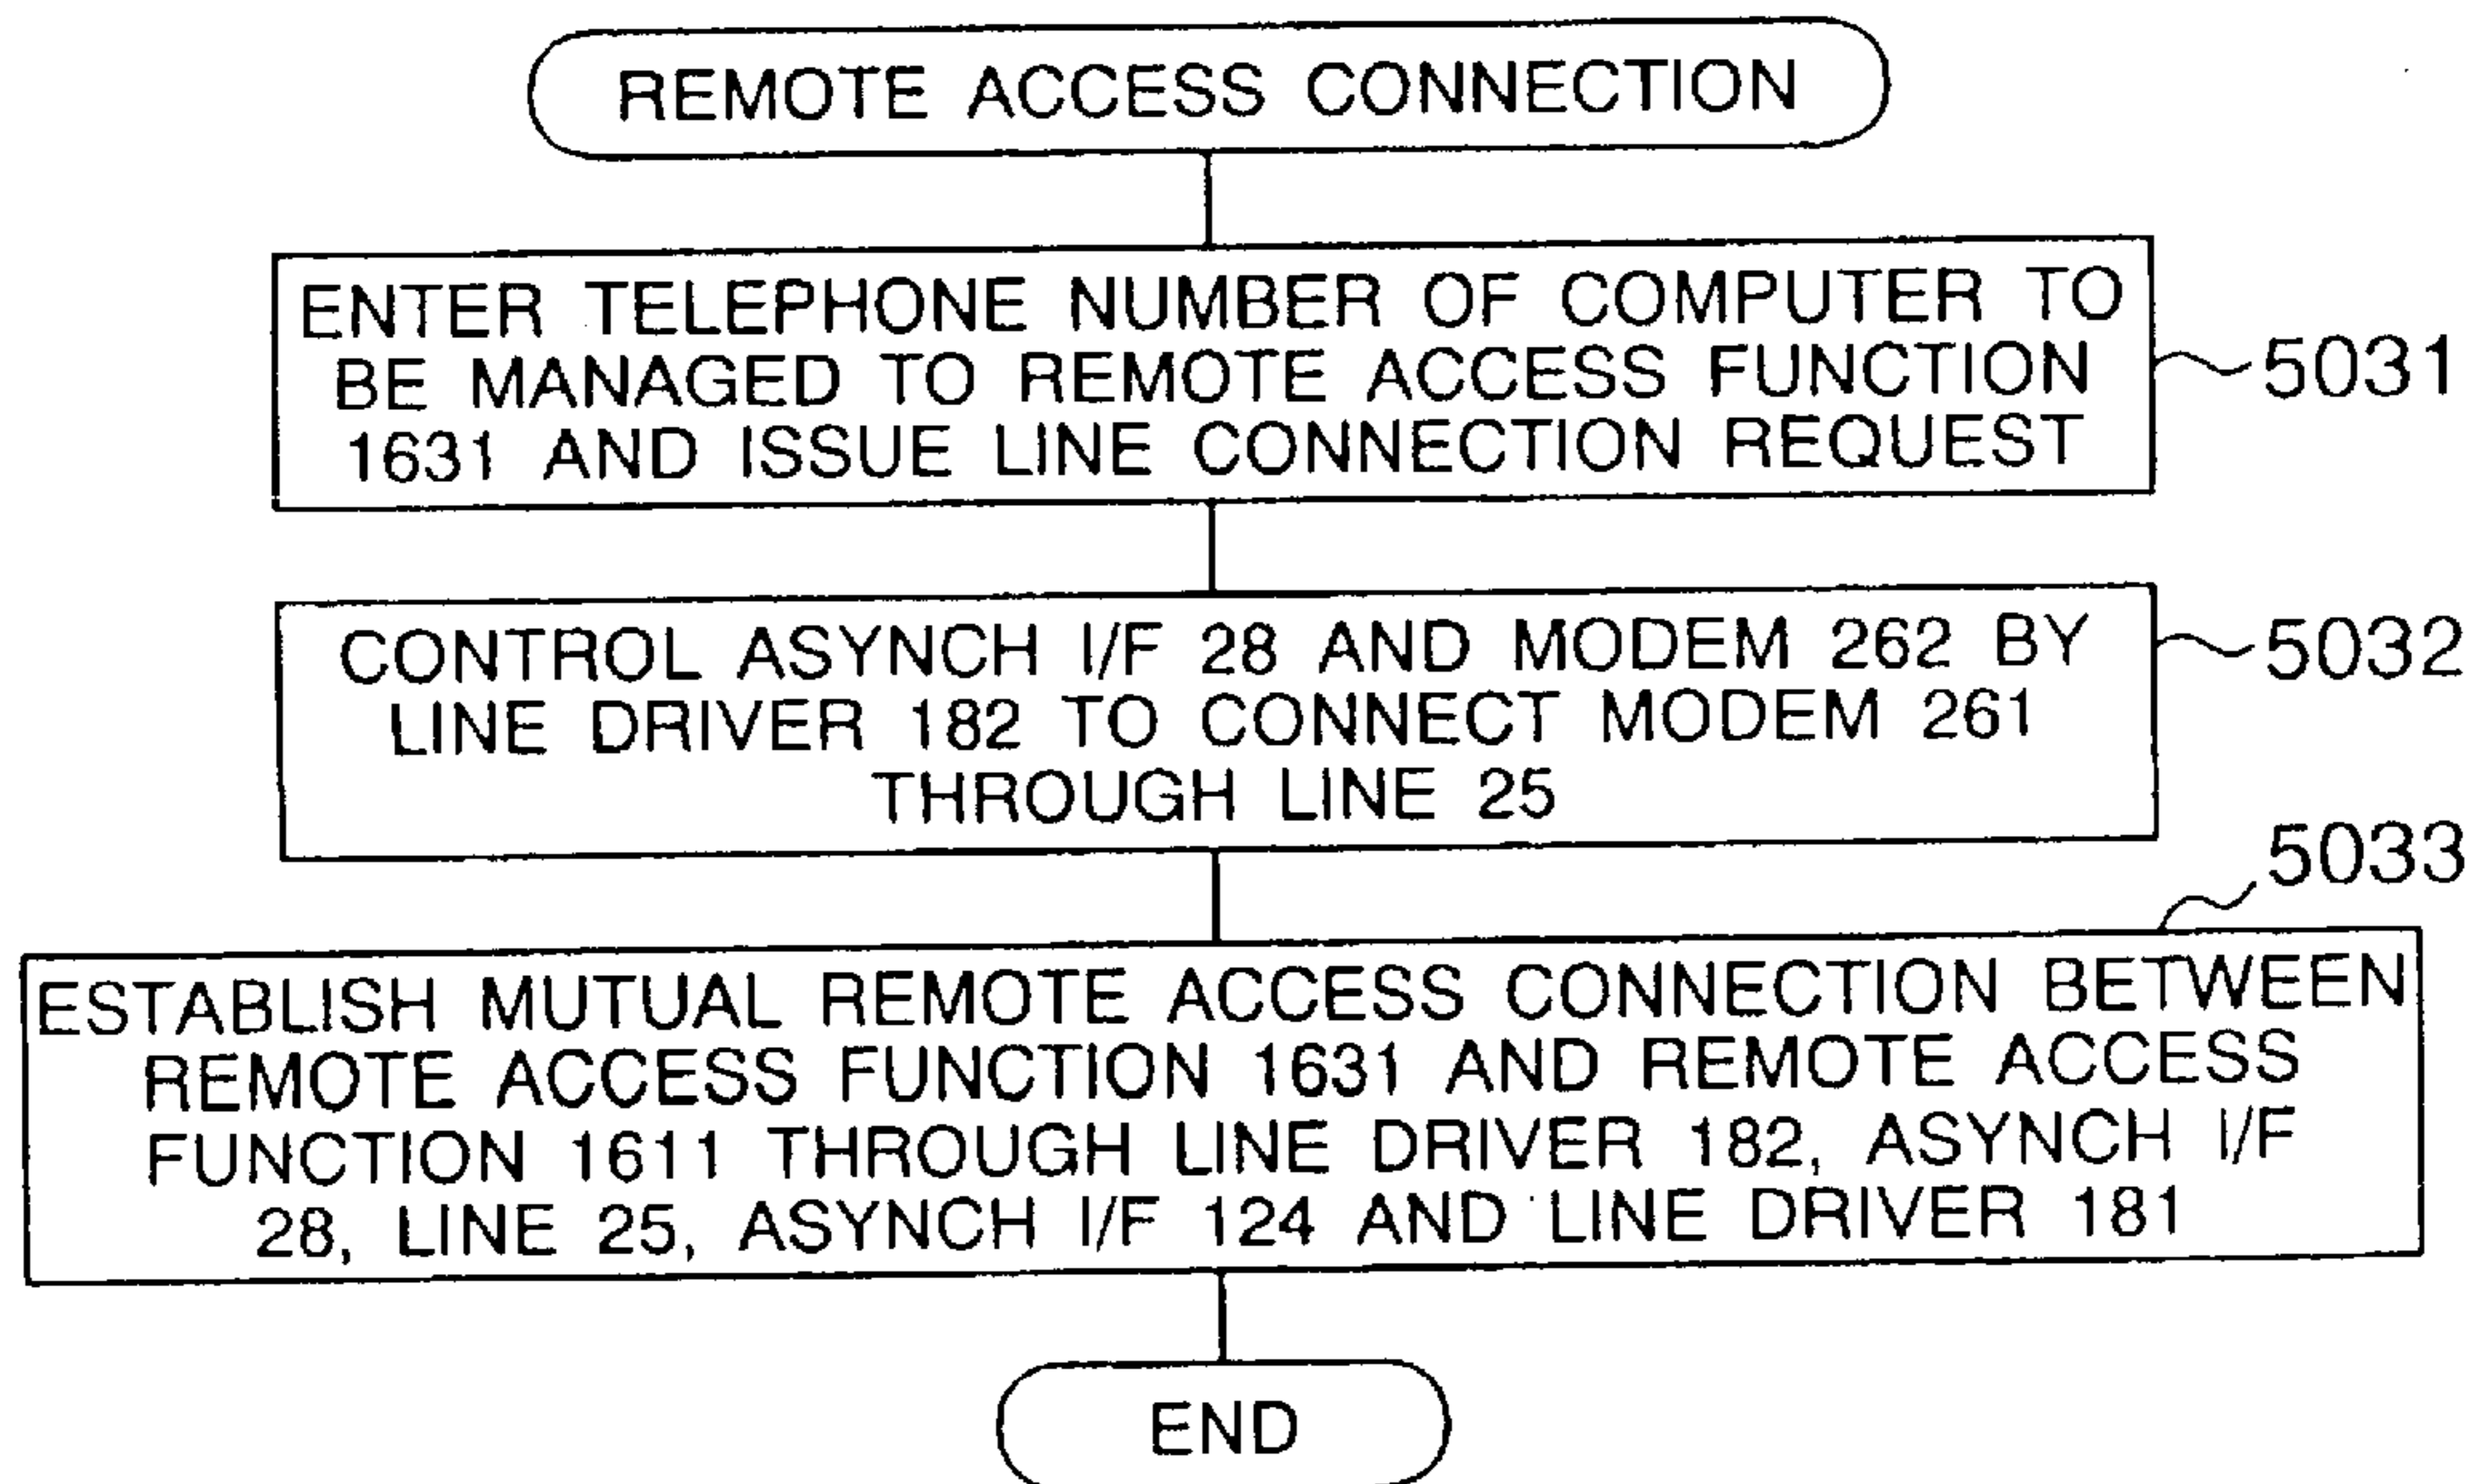 REMOTE ACCESS CONNECTION
ENTER TELEPHONE NUMBER OF COMPUTER TO
BE MANAGED TO REMOTE ACCESS FUNCTION
1631 AND ISSUE LINE CONNECTION REQUEST
5031
CONTROL ASYNCH I/F 28 AND MODEM 262 BY
LINE DRIVER 182 TO CONNECT MODEM 261
THROUGH LINE 25
5032
5033
ESTABLISH MUTUAL REMOTE ACCESS CONNECTION BETWEEN
REMOTE ACCESS FUNCTION 1631 AND REMOTE ACCESS
FUNCTION 1611 THROUGH LINE DRIVER 182, ASYNCH I/F
28, LINE 25, ASYNCH I/F 124 AND LINE DRIVER 181
END